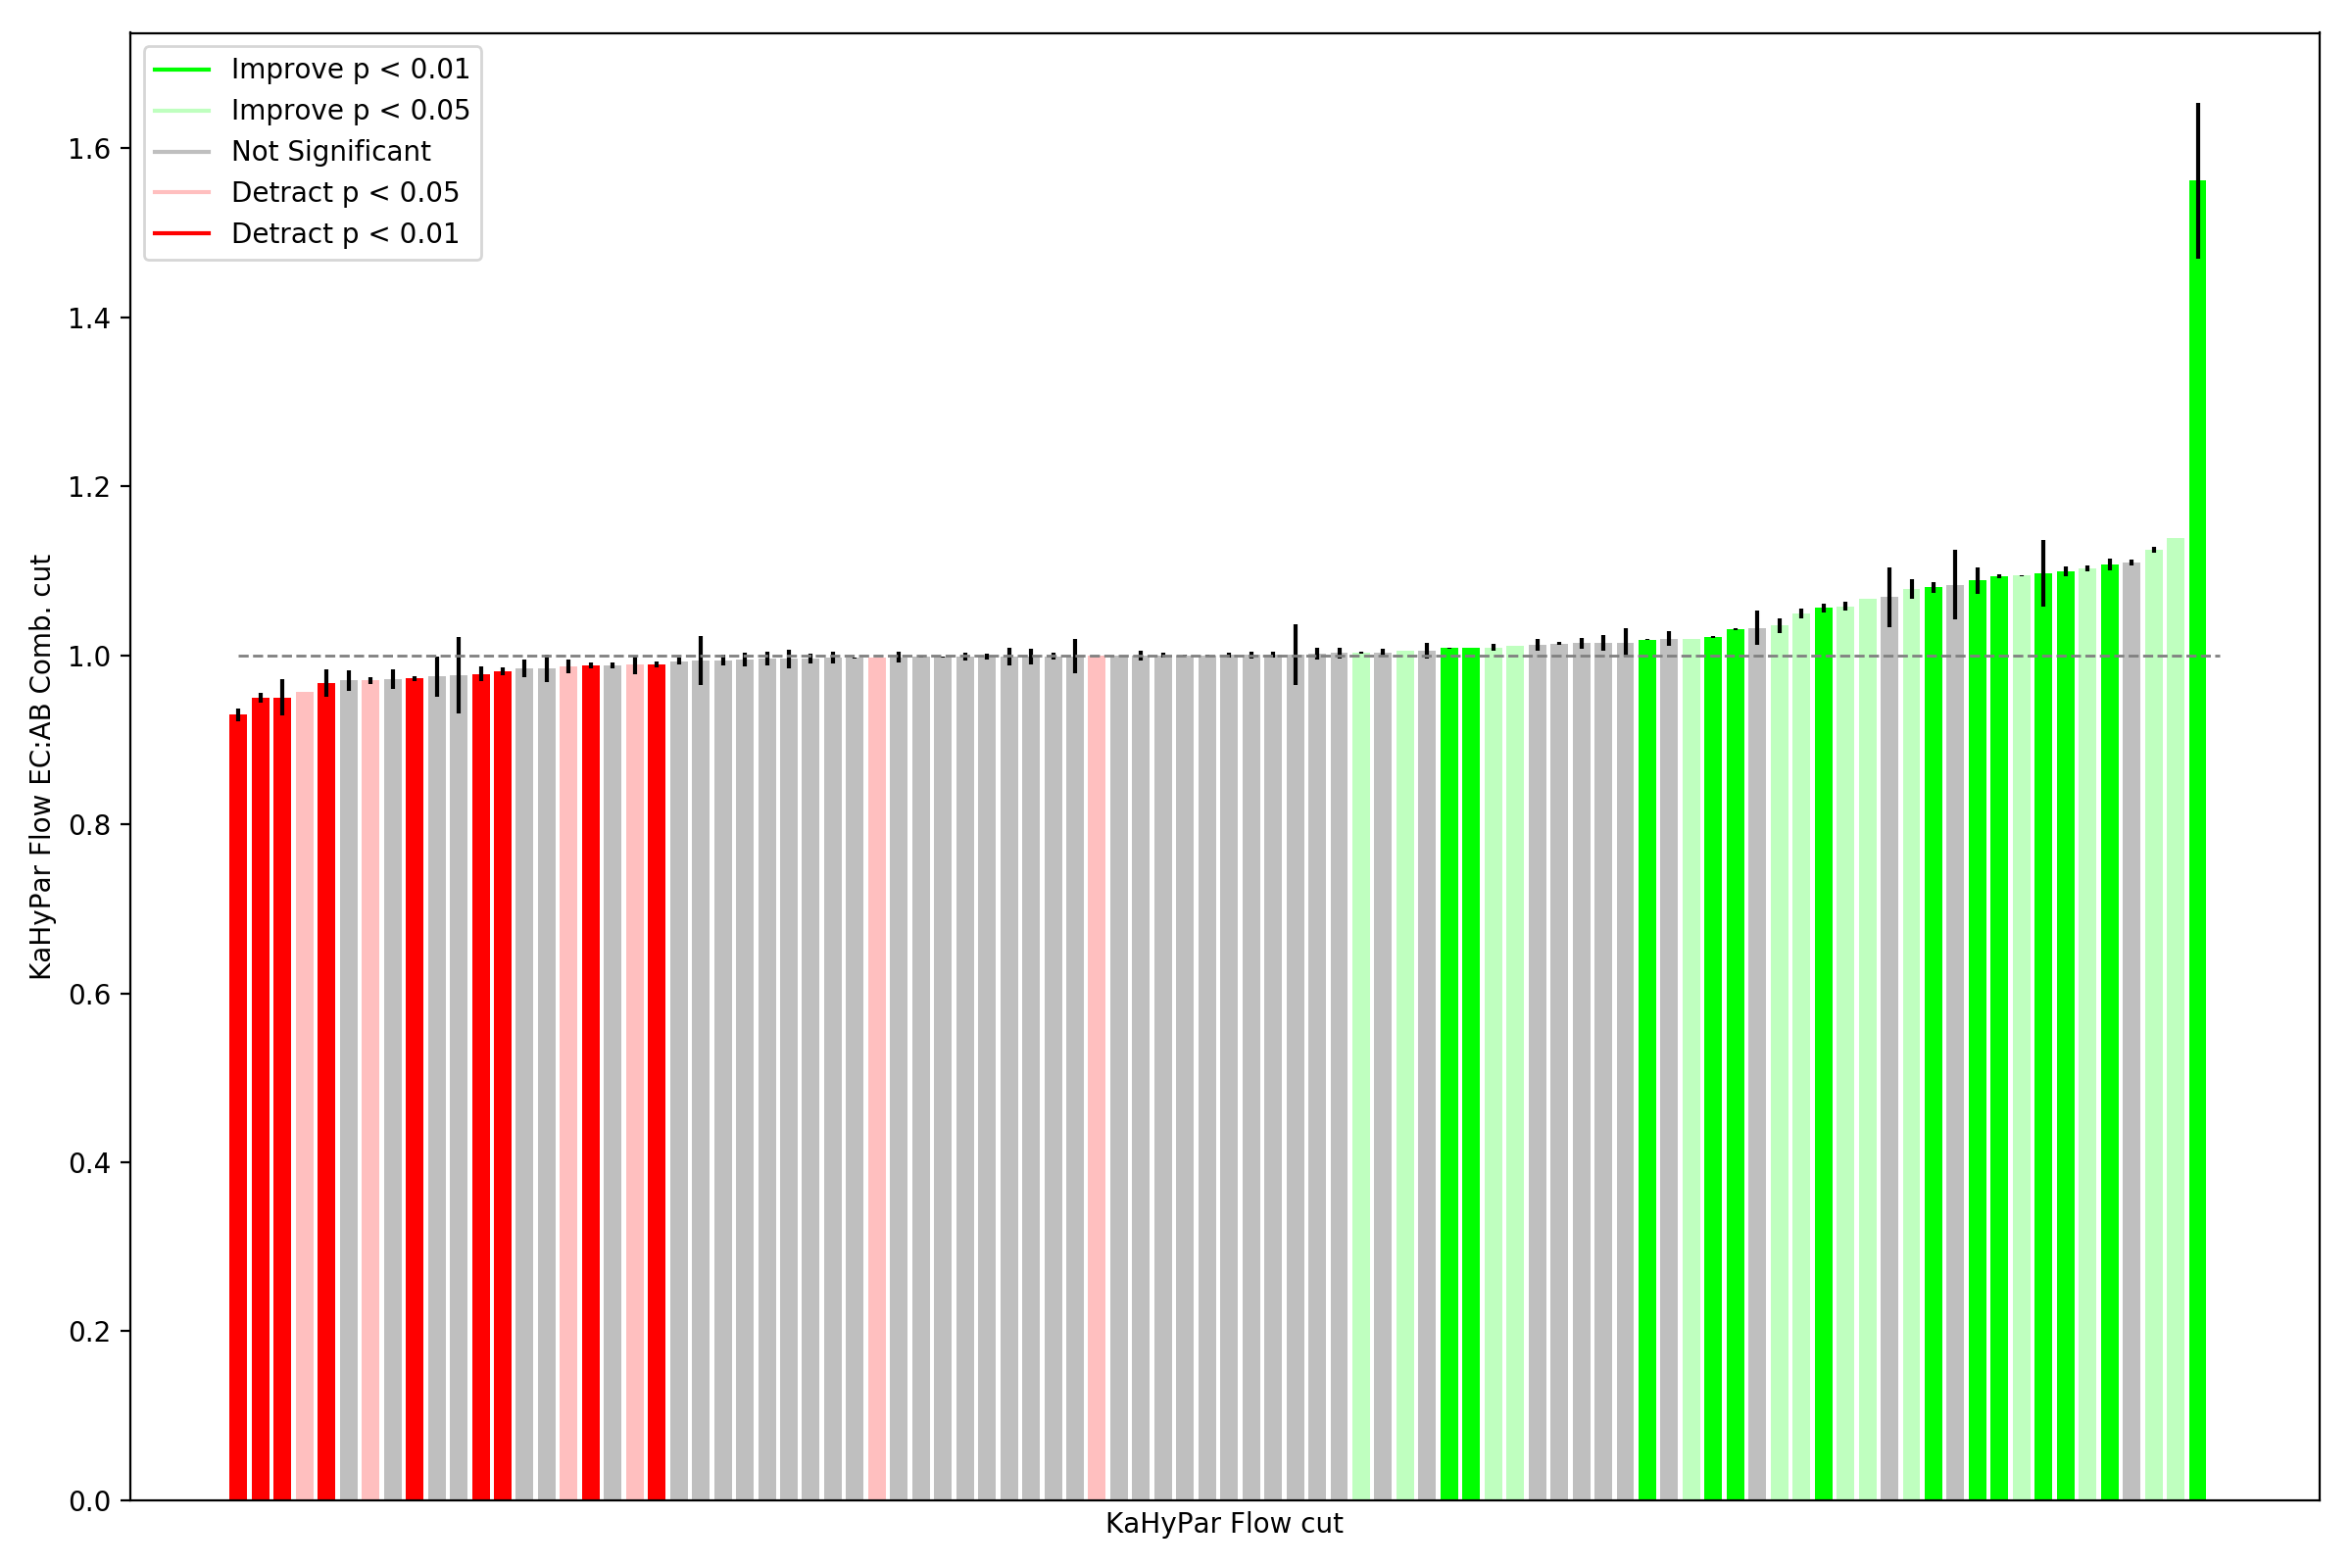 Improve p < 0.01
Improve p < 0.05
Not Significant
Detract p < 0.05
Detract p < 0.01
1.6
1.4
1.2
1.0
0.8
0.6
0.4
0.2
0.0
KaHyPar Flow EC:AB Comb. cut
KaHyPar Flow cut